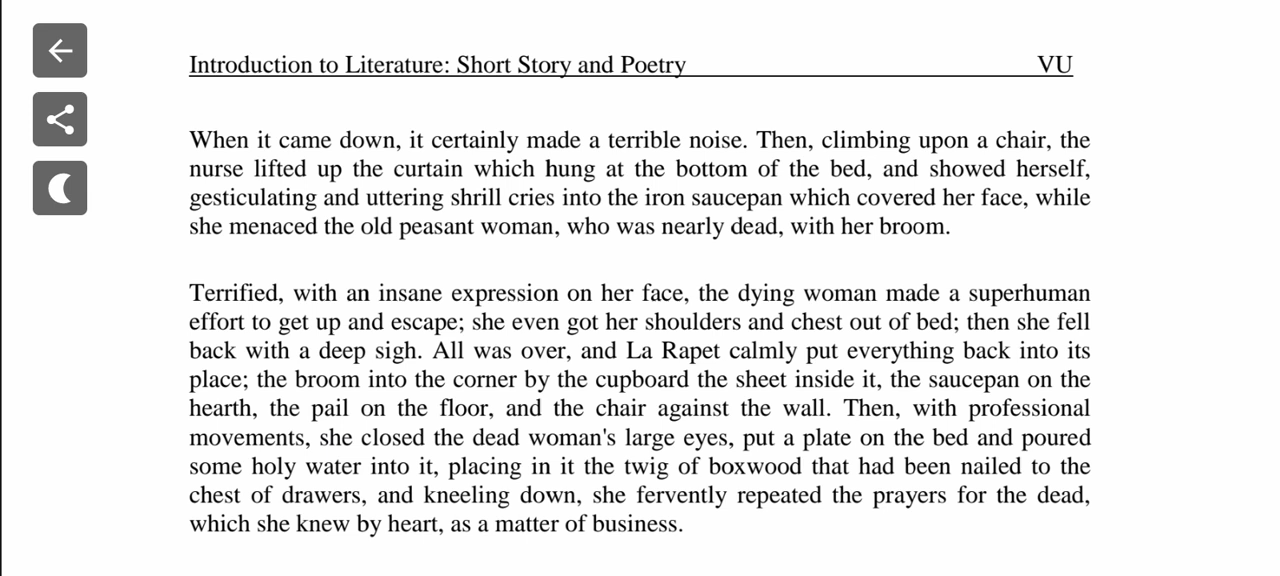 Introduction to Literature: Short Story and Poetry VU
When it came down, it certainly made a terrible noise. Then, climbing upon a chair, the
nurse lifted up the curtain which hung at the bottom of the bed, and showed herself,
gesticulating and uttering shrill cries into the iron saucepan which covered her face, while
she menaced the old peasant woman, who was nearly dead, with her broom.
Terrified, with an insane expression on her face, the dying woman made a superhuman
effort to get up and escape; she even got her shoulders and chest out of bed; then she fell
back with a deep sigh. All was over, and La Rapet calmly put everything back into its
place; the broom into the corner by the cupboard the sheet inside it, the saucepan on the
hearth, the pail on the floor, and the chair against the wall. Then, with professional
movements, she closed the dead woman's large eyes, put a plate on the bed and poured
some holy water into it, placing in it the twig of boxwood that had been nailed to the
chest of drawers, and kneeling down, she fervently repeated the prayers for the dead,
which she knew by heart, as a matter of business.